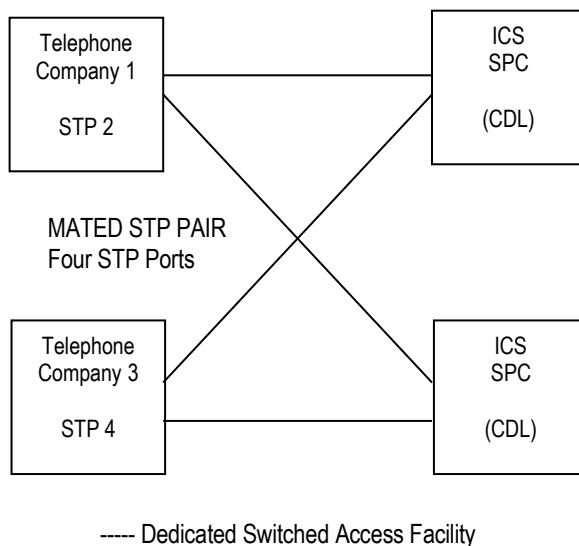 Telephone
Company 1
STP 2
ICS
SPC
(CDL)
MATED STP PAIR
Four STP Ports
Telephone
Company 3
STP 4
ICS
SPC
(CDL)
----- Dedicated Switched Access Facility